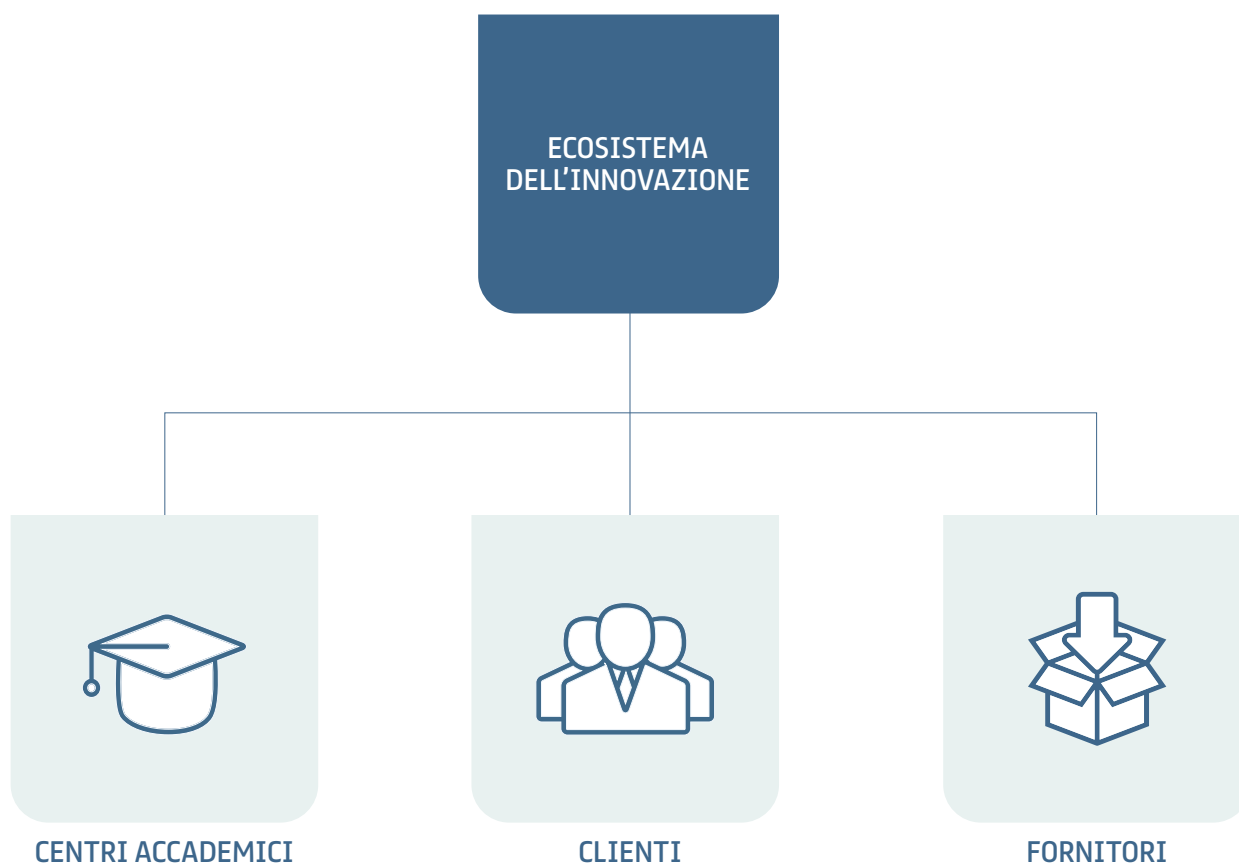 ECOSISTEMA
DELL’INNOVAZIONE
CENTRI ACCADEMICI
CLIENTI
FORNITORI